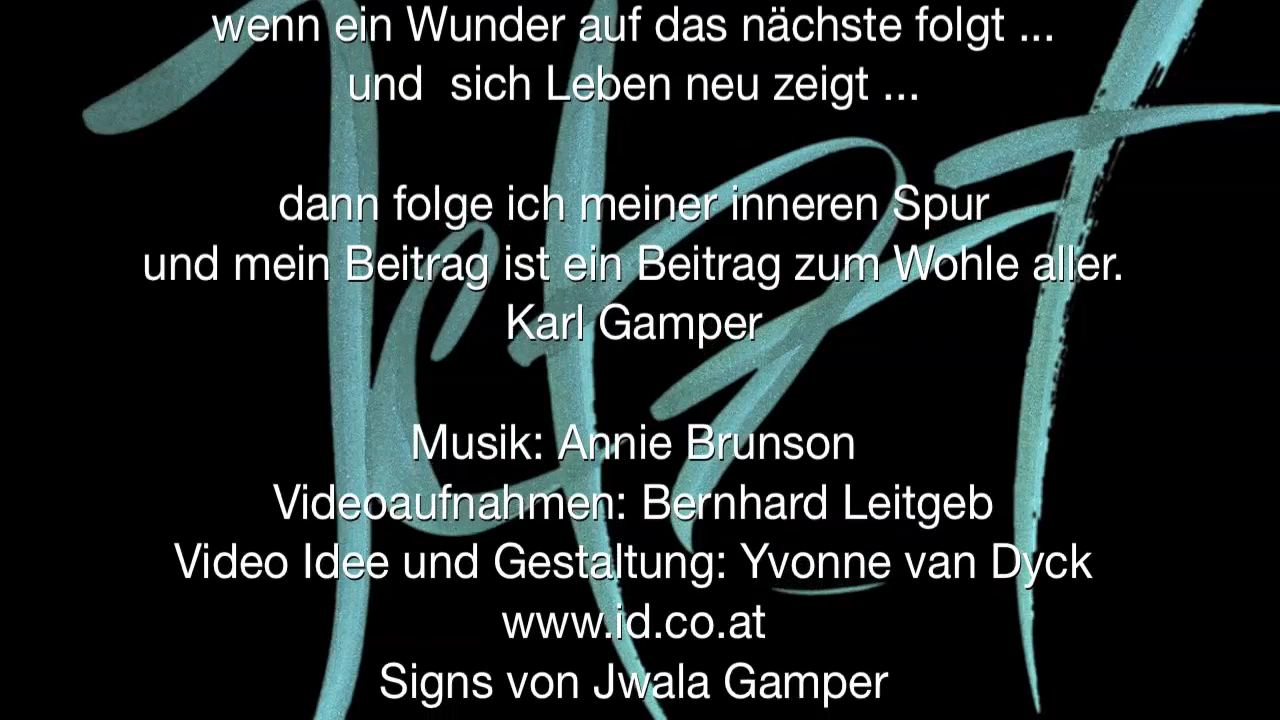 wenn ein Wunder auf das nächste folgt ...
und  sich Leben neu zeigt ...
dann folge ich meiner inneren Spur
und mein Beitrag ist ein Beitrag zum Wohle aller.
Karl Gamper
Musik: Annie Brunson
Videoaufnahmen: Bernhard Leitgeb
Video Idee und Gestaltung: Yvonne van Dyck
www.id.co.at
Signs von Jwala Gamper